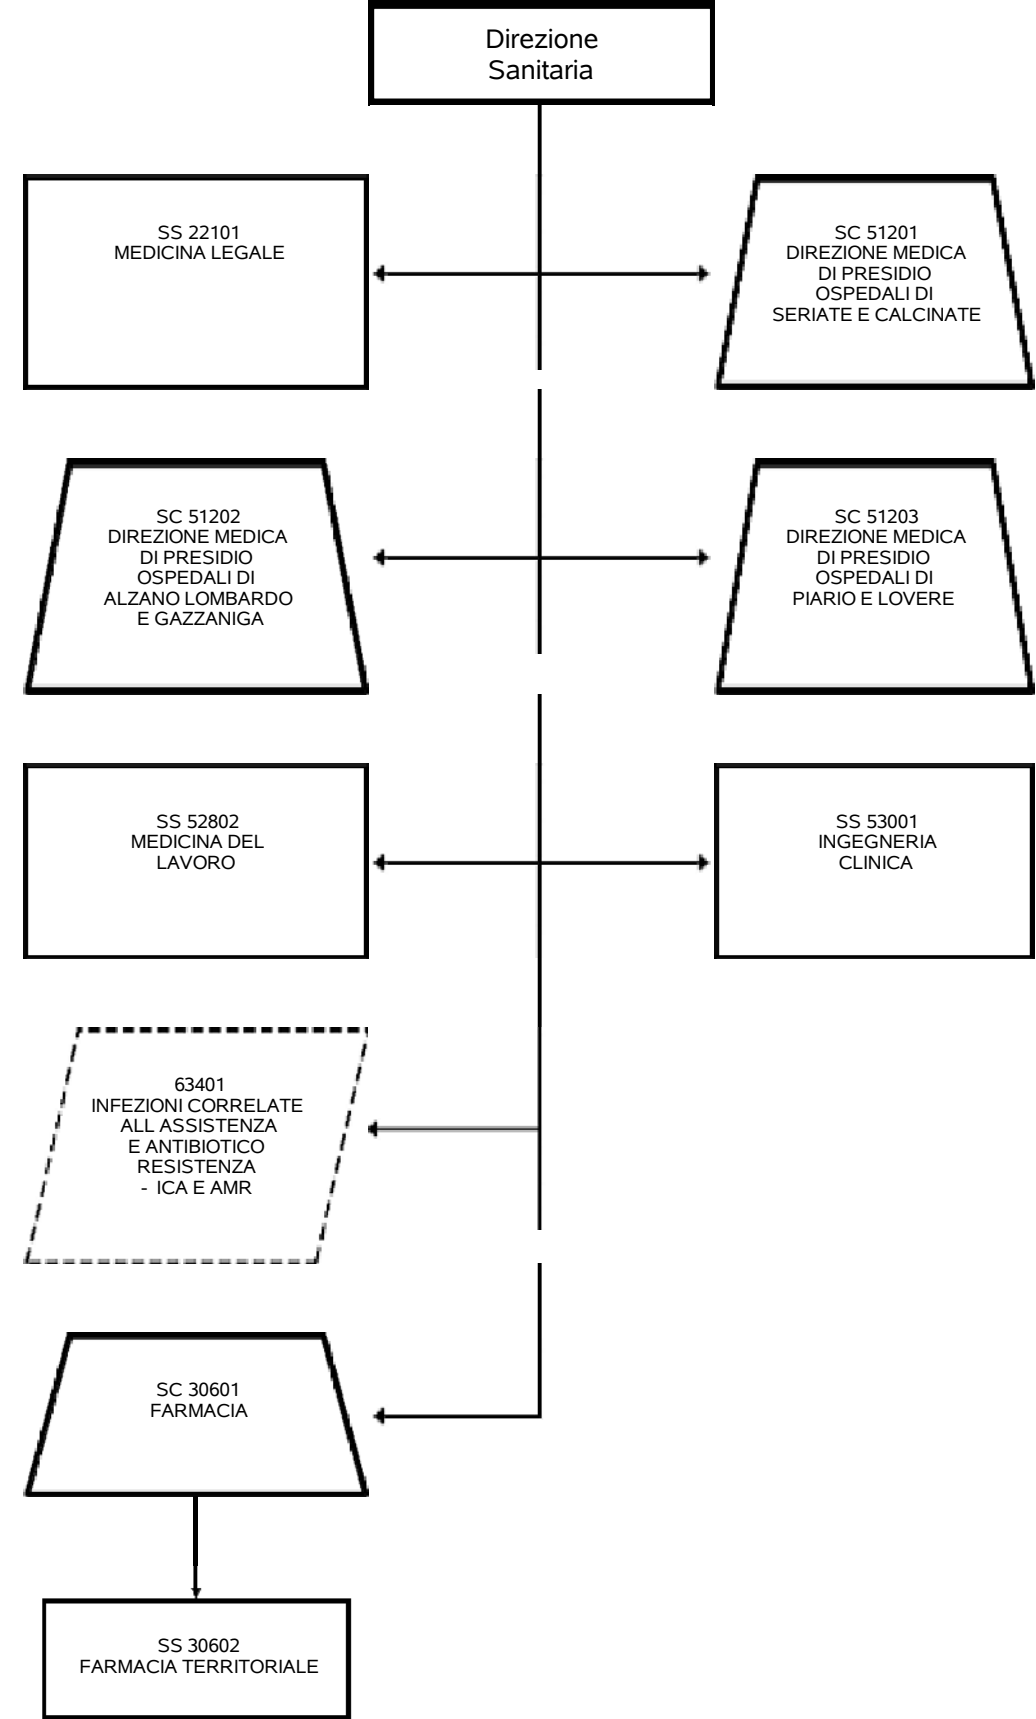 Direzione
Sanitaria
SS 22101
MEDICINA LEGALE
SC 51201
DIREZIONE MEDICA
DI PRESIDIO
OSPEDALI DI
SERIATE E CALCINATE
SC 51202
DIREZIONE MEDICA
DI PRESIDIO
OSPEDALI DI
ALZANO LOMBARDO
E GAZZANIGA
SC 51203
DIREZIONE MEDICA
DI PRESIDIO
OSPEDALI DI
PIARIO E LOVERE
SS 52802
MEDICINA DEL
LAVORO
SS 53001
INGEGNERIA
CLINICA
63401
INFEZIONI CORRELATE
ALL ASSISTENZA
E ANTIBIOTICO
RESISTENZA
- ICA E AMR
SC 30601
FARMACIA
SS 30602
FARMACIA TERRITORIALE